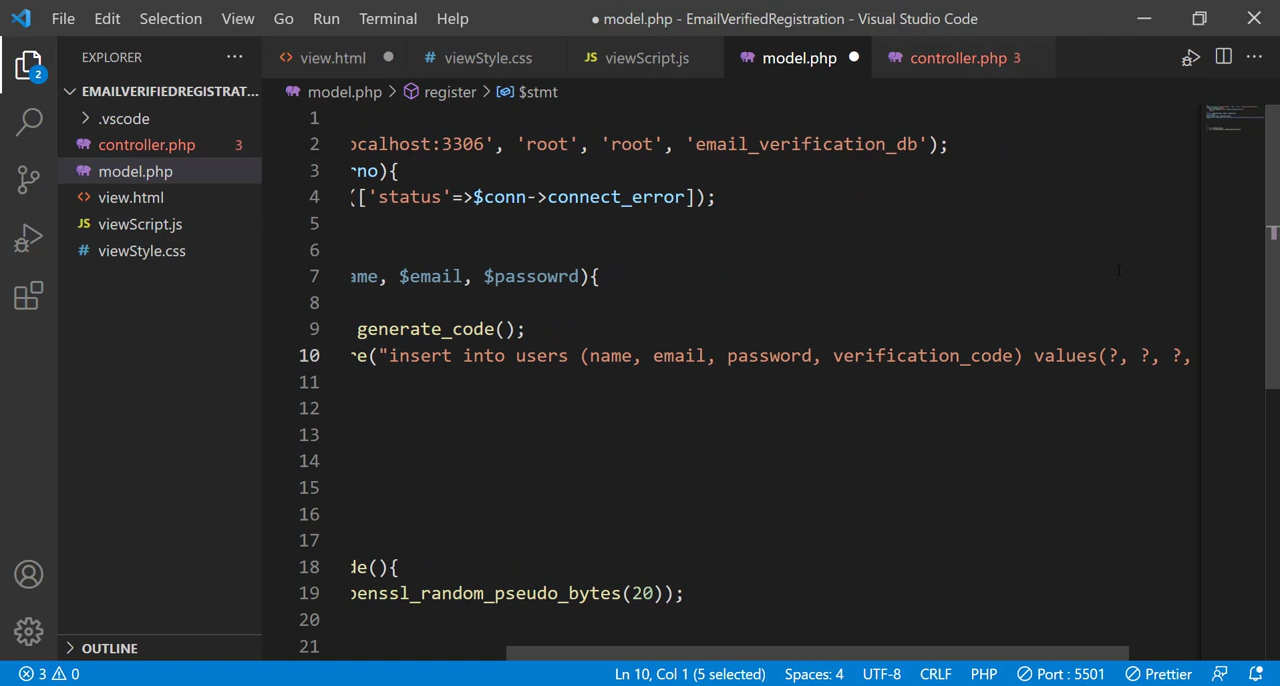 File Edit Selection View Go Run Terminal Help ● model.php - EmailVerifiedRegistration - Visual Studio Code
EXPLORER ...
2
EMAILVERIFIEDREGISTRAT...
.vscode
controller.php 3
model.php
view.html
JS viewScript.js
# viewStyle.css
OUTLINE
<> view.html ● # viewStyle.css JS viewScript.js model.php ● controller.php 3
model.php > register > $stmt
1
2 ocalhost:3306', 'root', 'root', 'email_verification_db');
3 rno){
4 (['status'=>$conn->connect_error]);
5
6
7 ame, $email, $passowrd){
8
9 generate_code();
10 re("insert into users (name, email, password, verification_code) values(?, ?, ?,
11
12
13
14
15
16
17
18 de(){
19 penssl_random_pseudo_bytes(20));
20
21
3 0 Ln 10, Col 1 (5 selected) Spaces: 4 UTF-8 CRLF PHP Port : 5501 Prettier